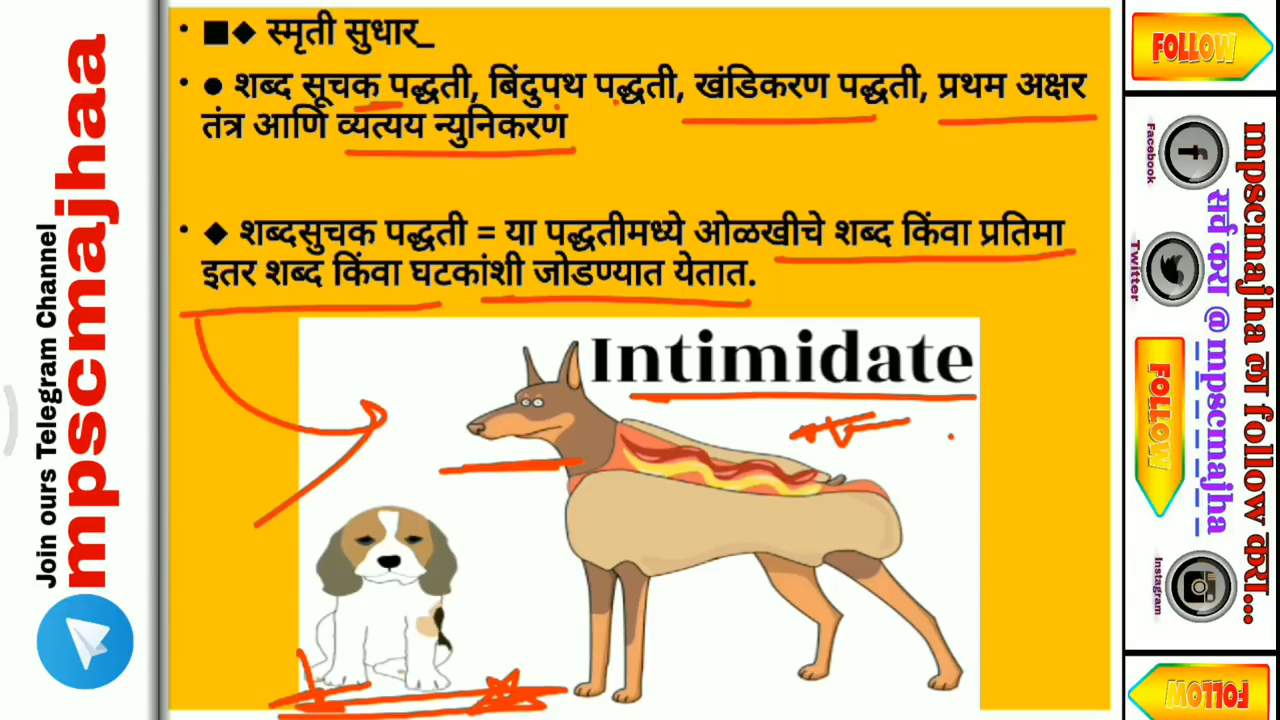 ■◆ स्मृती सुधार_
● शब्द सूचक पद्धती, बिंदुपथ पद्धती, खंडिकरण पद्धती, प्रथम अक्षर
तंत्र आणि व्यत्यय न्युनिकरण
◆ शब्दसुचक पद्धती = या पद्धतीमध्ये ओळखीचे शब्द किंवा प्रतिमा
इतर शब्द किंवा घटकांशी जोडण्यात येतात.
Intimidate
Join ours Telegram Channel
mpscmajhaa
FOLLOW
Facebook
Twitter
FOLLOW
Instagram
सर्च करा @ mpscmajha
mpscmajha ला follow करा...
FOLLOW